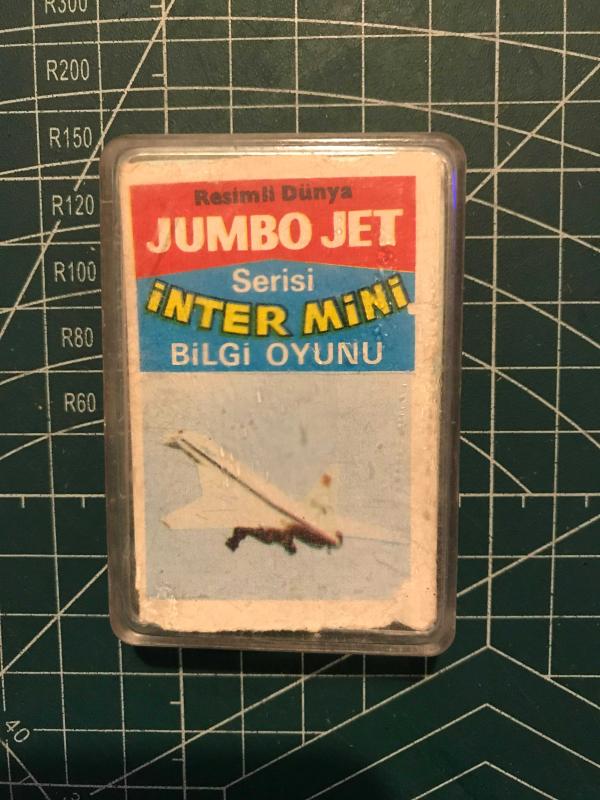 R300
R200
R150
R120
R100
R80
R60
Resimli Dünya
JUMBO JET
Serisi
iNTER MiNi
BiLGi OYUNU
40